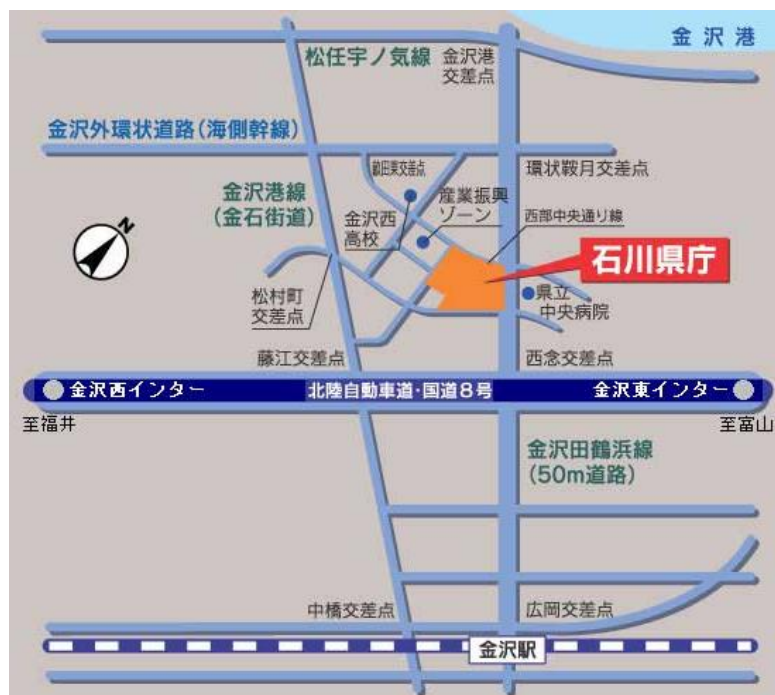 金沢港
松任宇ノ気線
金沢港
交差点
金沢外環状道路(海側幹線)
環状鞍月交差点
金沢港線
(金石街道)
金沢西
高校
産業振興
ゾーン
西部中央通り線
石川県庁
N
松村町
交差点
県立
中央病院
藤江交差点
西念交差点
金沢西インター
北陸自動車道・国道8号
金沢東インター
至福井
至富山
金沢田鶴浜線
(50m道路)
中橋交差点
広岡交差点
金沢駅